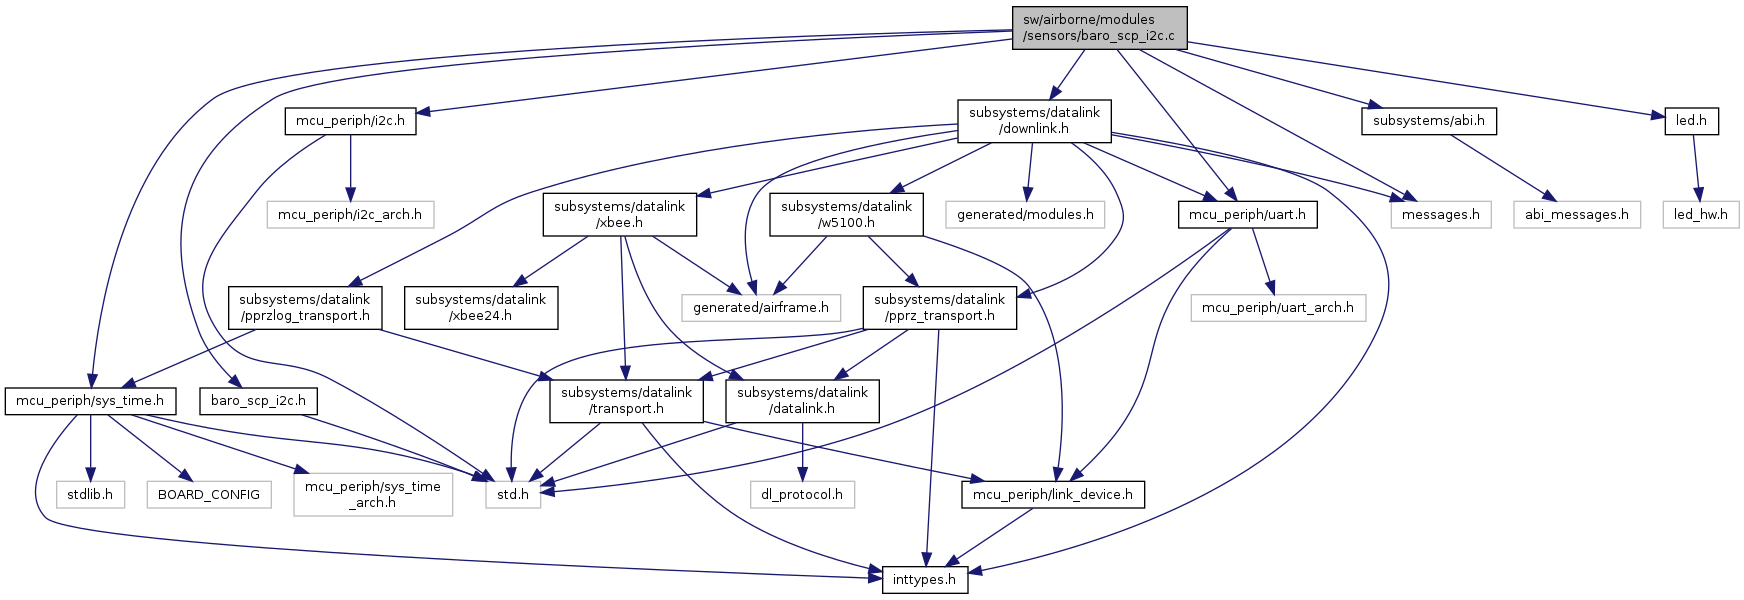 sw/airborne/modules
/sensors/baro_scp_i2c.c
mcu_periph/i2c.h
subsystems/datalink
/downlink.h
subsystems/abi.h
led.h
mcu_periph/i2c_arch.h
subsystems/datalink
/xbee.h
subsystems/datalink
/w5100.h
generated/modules.h
mcu_periph/uart.h
messages.h
abi_messages.h
led_hw.h
subsystems/datalink
/pprzlog_transport.h
subsystems/datalink
/xbee24.h
generated/airframe.h
subsystems/datalink
/pprz_transport.h
mcu_periph/uart_arch.h
mcu_periph/sys_time.h
baro_scp_i2c.h
subsystems/datalink
/transport.h
subsystems/datalink
/datalink.h
stdlib.h
BOARD_CONFIG
mcu_periph/sys_time
_arch.h
std.h
dl_protocol.h
mcu_periph/link_device.h
inttypes.h